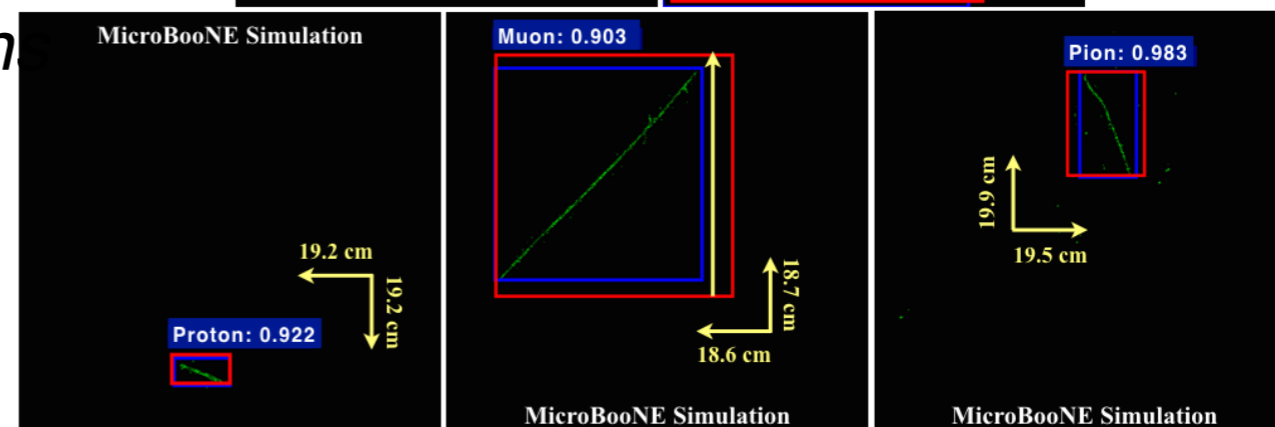 ns
MicroBooNE Simulation
19.2 cm
19.2 cm
Proton: 0.922
Muon: 0.903
18.7 cm
18.6 cm
MicroBooNE Simulation
Pion: 0.983
19.9 cm
19.5 cm
MicroBooNE Simulation